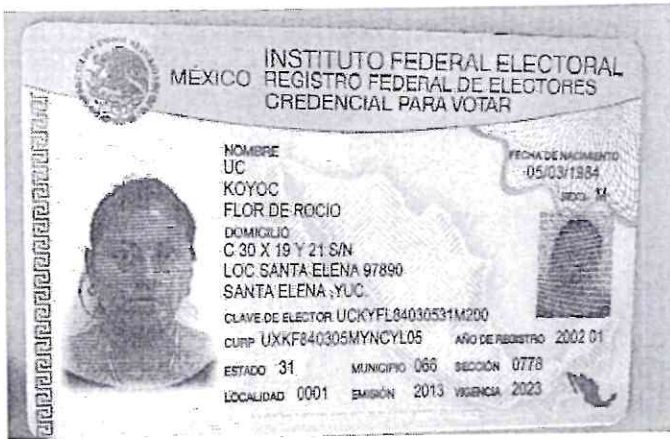 MÉXICO
INSTITUTO FEDERAL ELECTORAL
REGISTRO FEDERAL DE ELECTORES
CREDENCIAL PARA VOTAR
NOMBRE
UC
KOYOC
FLOR DE ROCIO
FECHA DE NACIMIENTO
05/03/1984
SEXO M
DOMICILIO
C 30 X 19 Y 21 S/N
LOC SANTA ELENA 97890
SANTA ELENA ,YUC.
CLAVE DE ELECTOR UCKYFL84030531M200
CURP UXKF840305MYNCYL05 AÑO DE REGISTRO 2002 01
ESTADO 31 MUNICIPIO 066 SECCIÓN 0778
LOCALIDAD 0001 EMISIÓN 2013 VIGENCIA 2023